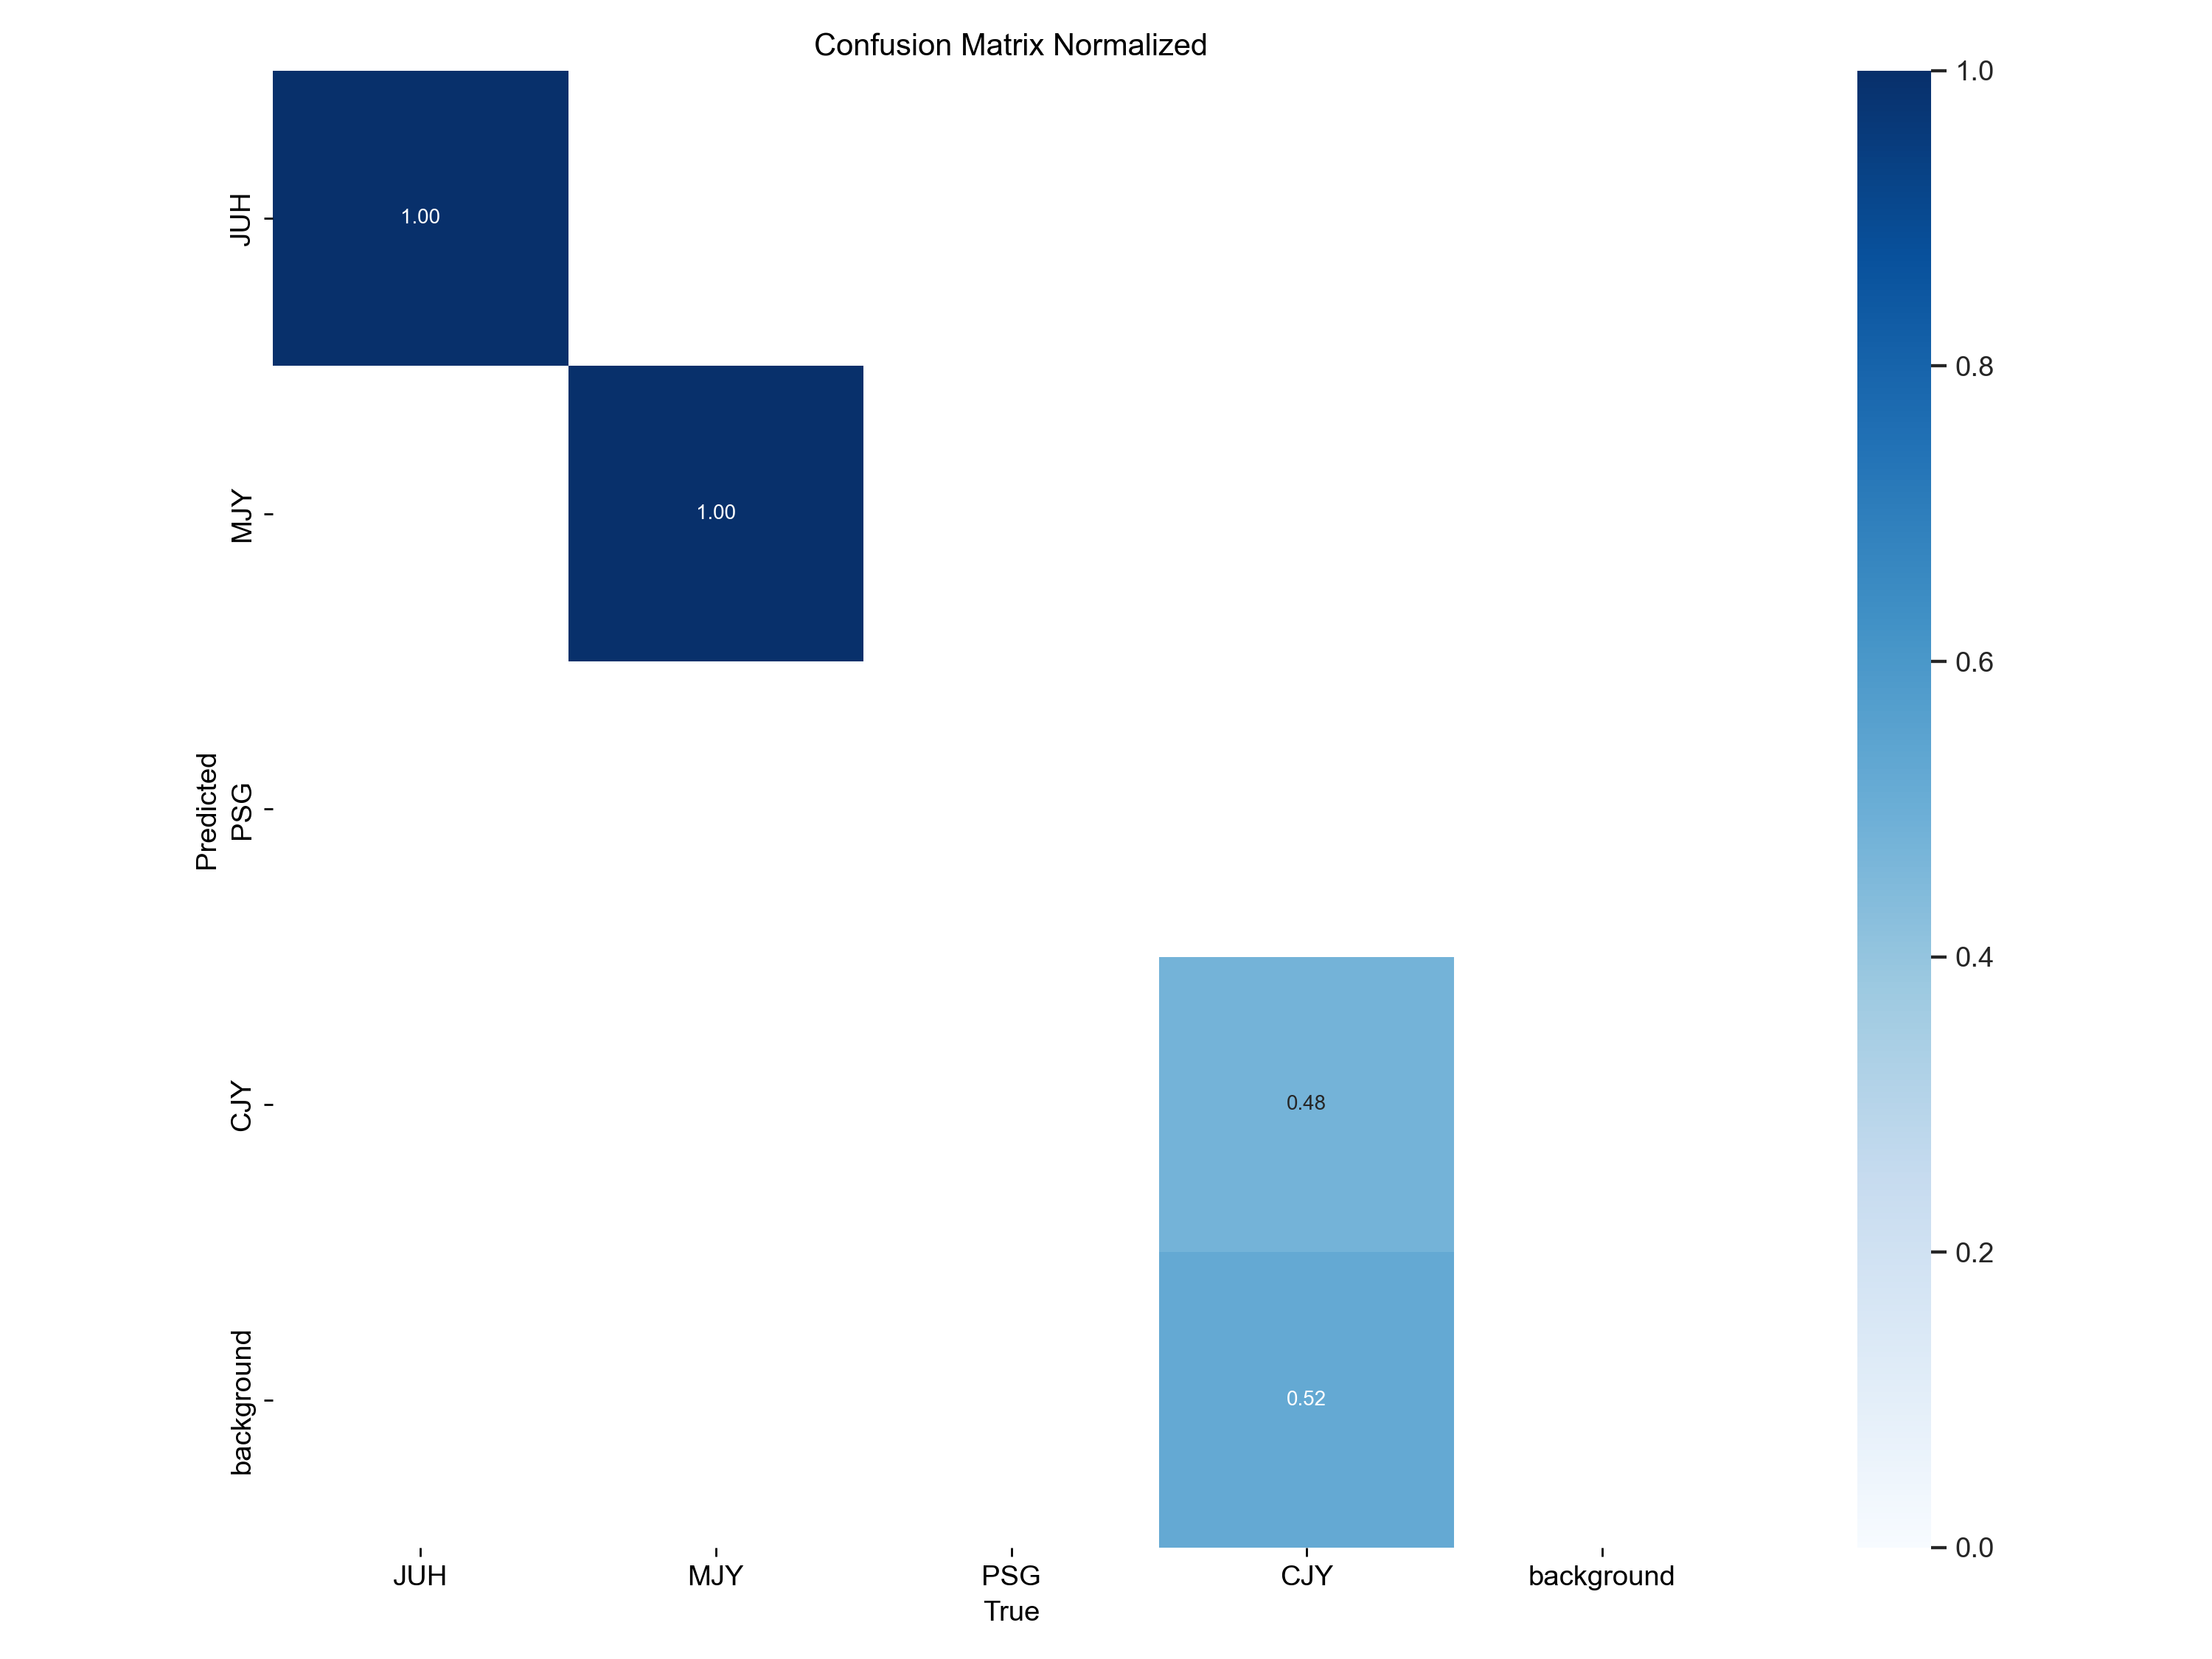 Confusion Matrix Normalized
1.0
JUH
1.00
0.8
MJY
1.00
0.6
Predicted
PSG
0.4
CJY
0.48
0.2
background
0.52
0.0
JUH MJY PSG CJY background
True